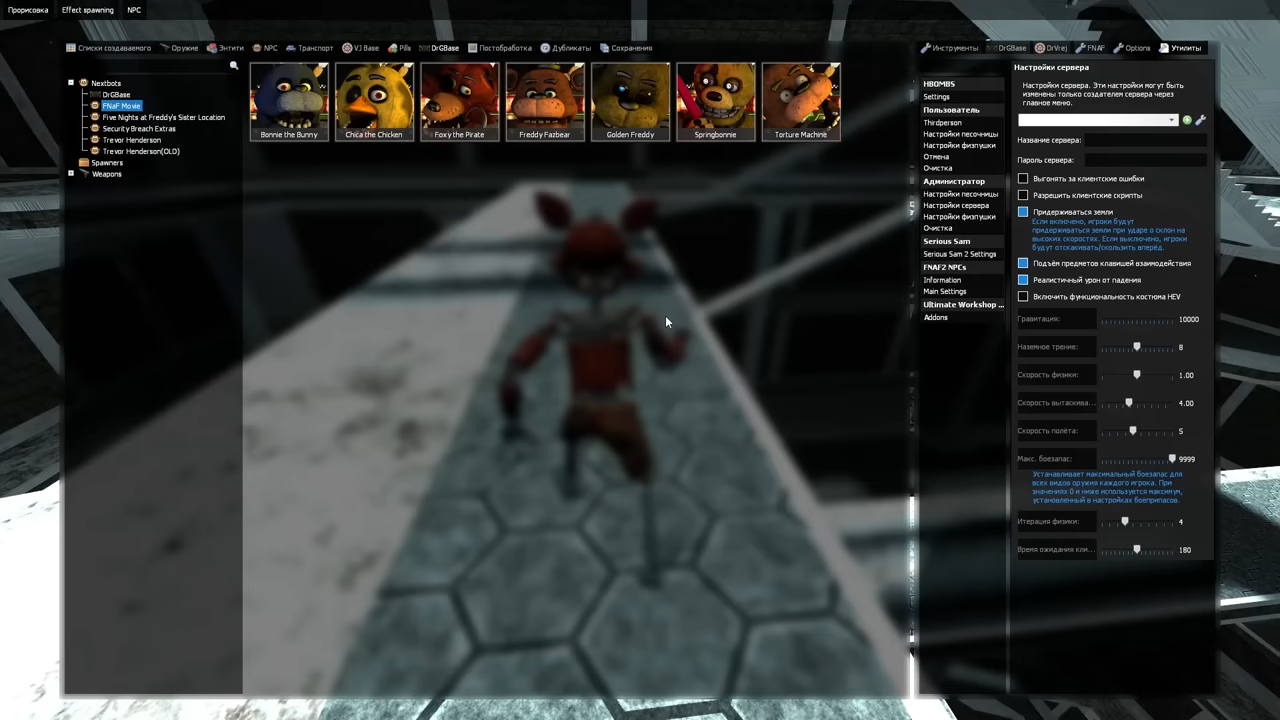 Прорисовка Effect spawning NPC
Списки создаваемого Оружие Энтити NPC Транспорт VJ Base Pills DrGBase Постобработка Дубликаты Сохранения
Nextbots
DrGBase
FNaF Movie
Five Nights at Freddy's Sister Location
Security Breach Extras
Trevor Henderson
Trevor Henderson(OLD)
Spawners
Weapons
Bonnie the Bunny Chica the Chicken Foxy the Pirate Freddy Fazbear Golden Freddy Springbonnie Torture Machine
Инструменты DrGBase DrVrej FNAF Options Утилиты
HBOMBS
Settings
Пользователь
Thirdperson
Настройки песочницы
Настройки физпушки
Отмена
Очистка
Администратор
Настройки песочницы
Настройки сервера
Настройки физпушки
Очистка
Serious Sam
Serious Sam 2 Settings
FNAF2 NPCs
Information
Main Settings
Ultimate Workshop ...
Addons
Настройки сервера
Настройки сервера. Эти настройки могут быть
изменены только создателем сервера через
главное меню.
Название сервера:
Пароль сервера:
Выгонять за клиентские ошибки
Разрешить клиентские скрипты
Придерживаться земли
Если включено, игроки будут
придерживаться земли при ударе о склон на
высоких скоростях. Если выключено, игроки
будут отскакивать/скользить вперёд.
Подъём предметов клавишей взаимодействия
Реалистичный урон от падения
Включить функциональность костюма HEV
Гравитация: 10000
Наземное трение: 8
Скорость физики: 1.00
Скорость вытаскива... 4.00
Скорость полёта: 5
Макс. боезапас: 9999
Устанавливает максимальный боезапас для
всех видов оружия каждого игрока. При
значениях 0 и ниже используется максимум,
установленный в настройках боеприпасов.
Итерация физики: 4
Время ожидания кли... 180